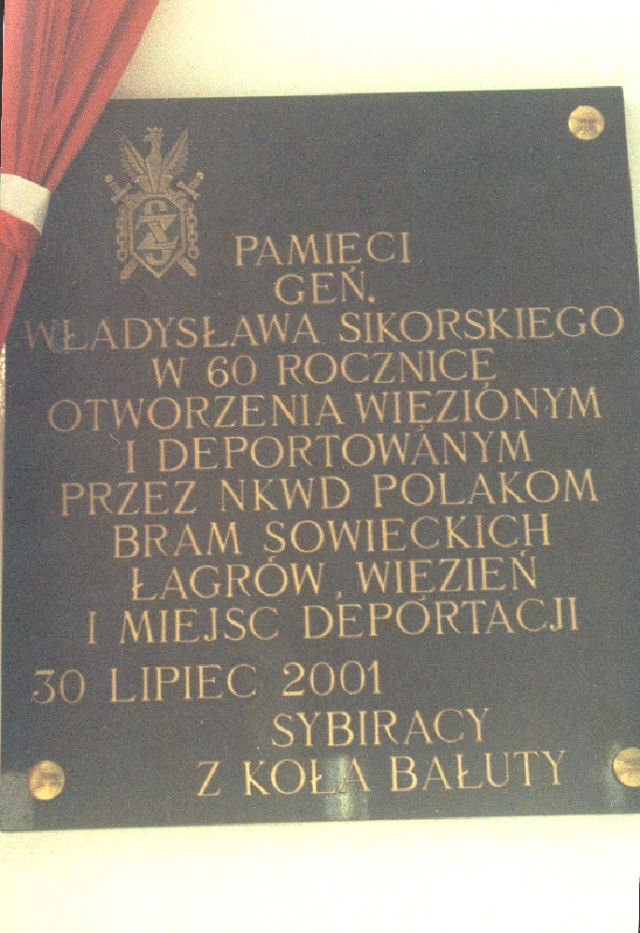 PAMIĘCI
GEN.
WŁADYSŁAWA SIKORSKIEGO
W 60 ROCZNICĘ
OTWORZENIA WIĘZIONYM
I DEPORTOWANYM
PRZEZ NKWD POLAKOM
BRAM SOWIECKICH
ŁAGRÓW, WIĘZIEŃ
I MIEJSC DEPORTACJI
30 LIPIEC 2001
SYBIRACY
Z KOŁA BAŁUTY